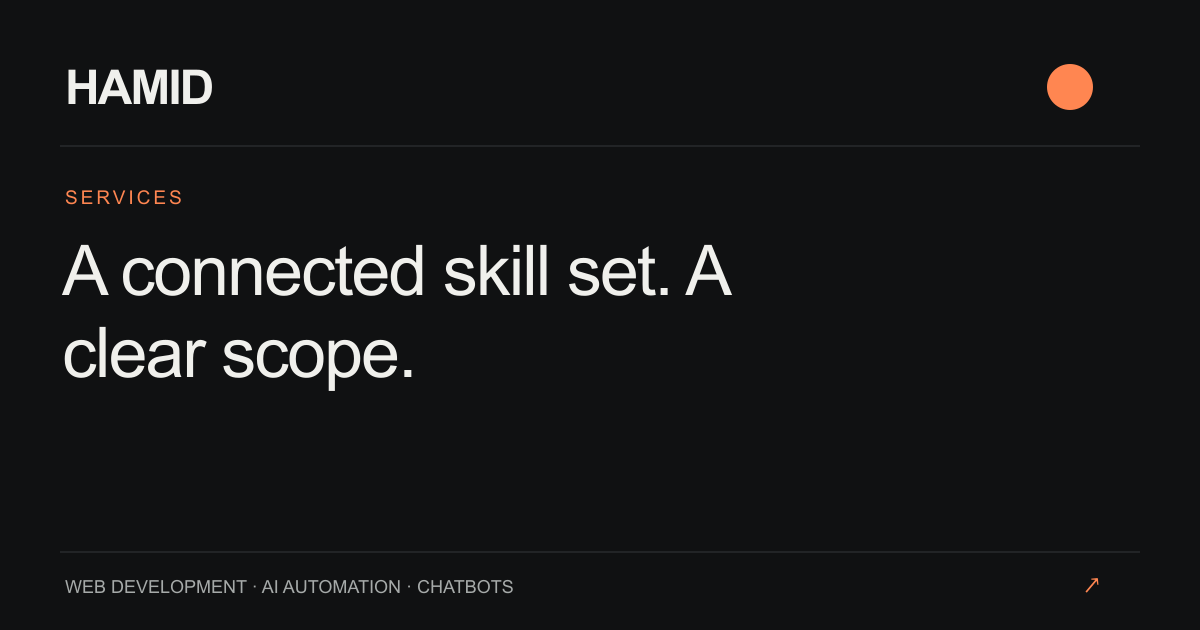 HAMID
SERVICES
A connected skill set. A
clear scope.
WEB DEVELOPMENT · AI AUTOMATION · CHATBOTS
↗